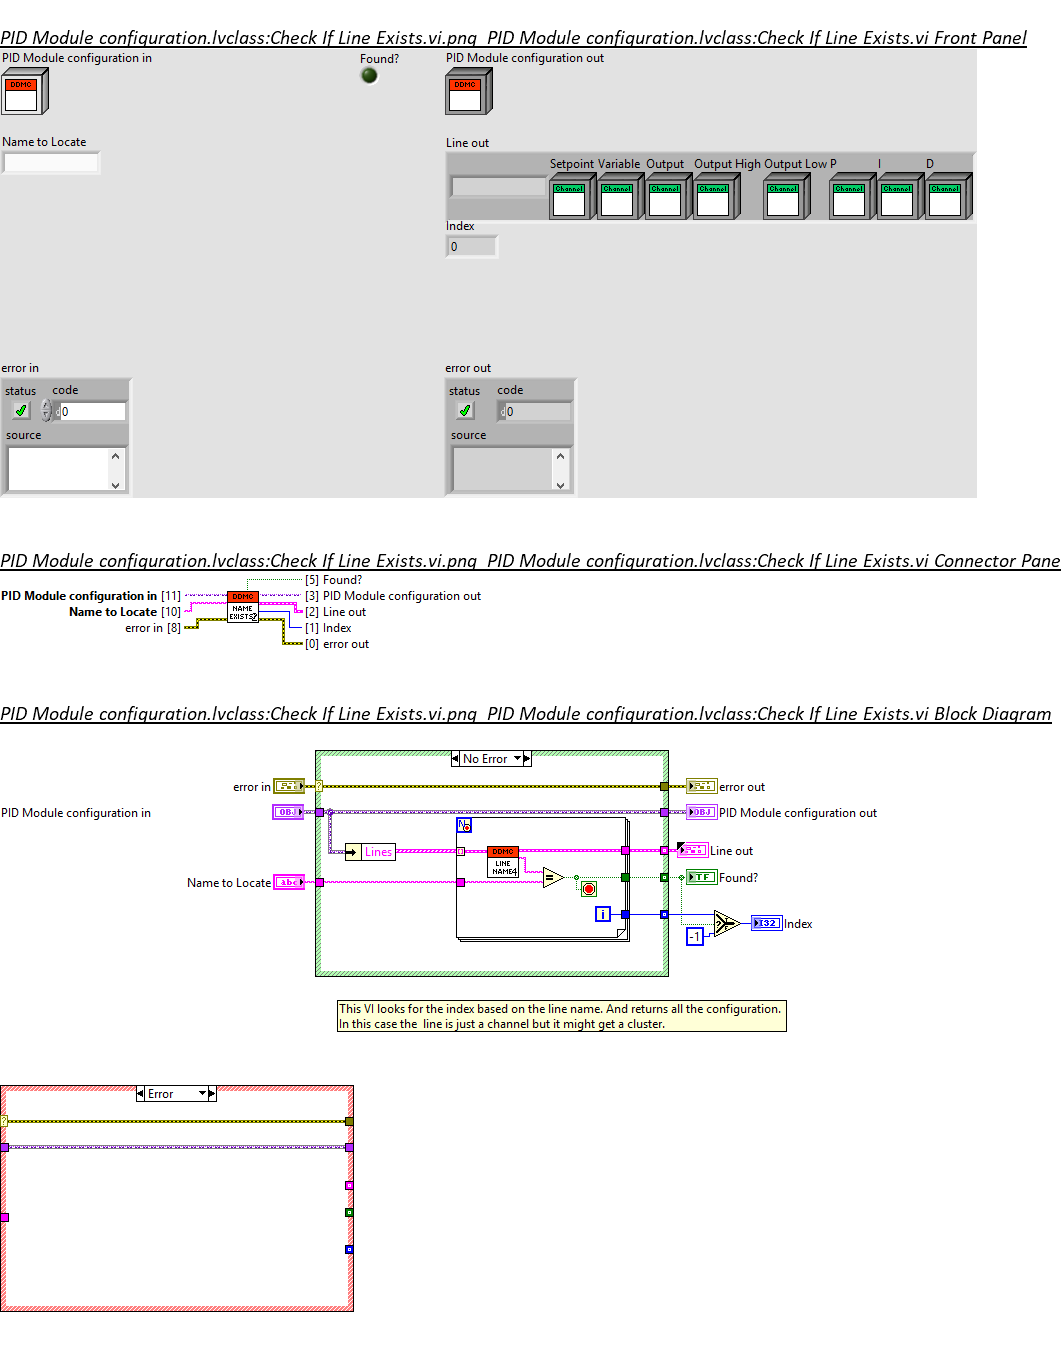 PID Module configuration.lvclass:Check If Line Exists.vi.png PID Module configuration.lvclass:Check If Line Exists.vi Front Panel
PID Module configuration in
Found?
PID Module configuration out
DDMC
DDMC
Name to Locate
Line out
Setpoint Variable Output Output High Output Low P I D
Channel Channel Channel Channel Channel Channel Channel Channel
Index
0
error in
error out
status code
status code
d 0
d 0
source
source
PID Module configuration.lvclass:Check If Line Exists.vi.png PID Module configuration.lvclass:Check If Line Exists.vi Connector Pane
[5] Found?
PID Module configuration in [11]
DDMC
[3] PID Module configuration out
Name to Locate [10]
NAME
EXISTS?
[2] Line out
error in [8]
[1] Index
[0] error out
PID Module configuration.lvclass:Check If Line Exists.vi.png PID Module configuration.lvclass:Check If Line Exists.vi Block Diagram
No Error
error in
?
error out
PID Module configuration in
OBJ
OBJ
PID Module configuration out
N
Lines
DDMC
LINE
NAME
Line out
Name to Locate
abc
=
TF
Found?
i
-1
?
I32
Index
This VI looks for the index based on the line name. And returns all the configuration.
In this case the line is just a channel but it might get a cluster.
Error
?